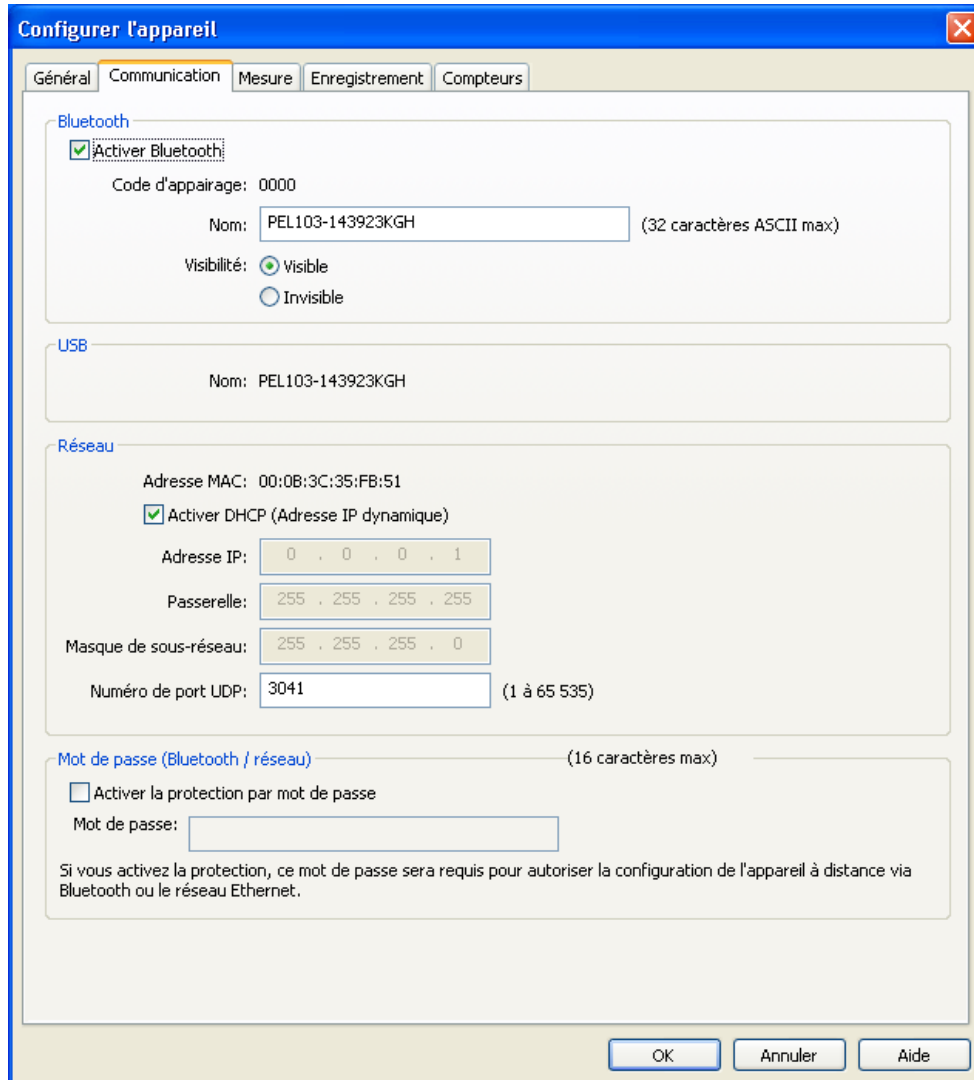 Configurer l'appareil
Général Communication Mesure Enregistrement Compteurs
Bluetooth
Activer Bluetooth
Code d'appairage: 0000
Nom: PEL103-143923KGH (32 caractères ASCII max)
Visibilité: Visible
Invisible
USB
Nom: PEL103-143923KGH
Réseau
Adresse MAC: 00:0B:3C:35:FB:51
Activer DHCP (Adresse IP dynamique)
Adresse IP: 0 . 0 . 0 . 1
Passerelle: 255 . 255 . 255 . 255
Masque de sous-réseau: 255 . 255 . 255 . 0
Numéro de port UDP: 3041 (1 à 65 535)
Mot de passe (Bluetooth / réseau) (16 caractères max)
Activer la protection par mot de passe
Mot de passe:
Si vous activez la protection, ce mot de passe sera requis pour autoriser la configuration de l'appareil à distance via
Bluetooth ou le réseau Ethernet.
OK Annuler Aide